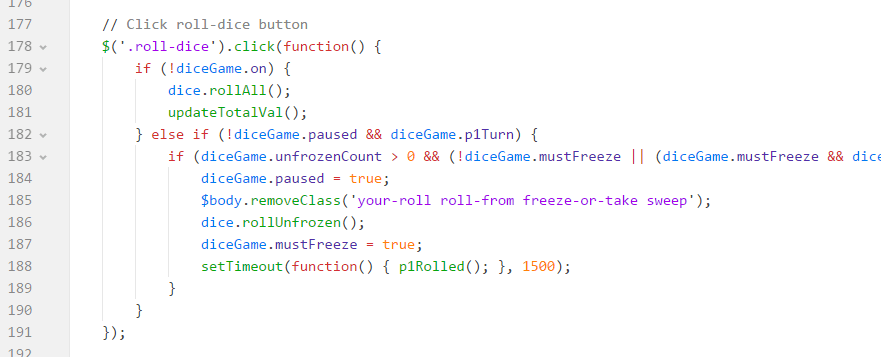 176
177 // Click roll-dice button
178 $('.roll-dice').click(function() {
179 if (!diceGame.on) {
180 dice.rollAll();
181 updateTotalVal();
182 } else if (!diceGame.paused && diceGame.p1Turn) {
183 if (diceGame.unfrozenCount > 0 && (!diceGame.mustFreeze || (diceGame.mustFreeze && dice
184 diceGame.paused = true;
185 $body.removeClass('your-roll roll-from freeze-or-take sweep');
186 dice.rollUnfrozen();
187 diceGame.mustFreeze = true;
188 setTimeout(function() { p1Rolled(); }, 1500);
189 }
190 }
191 });
192